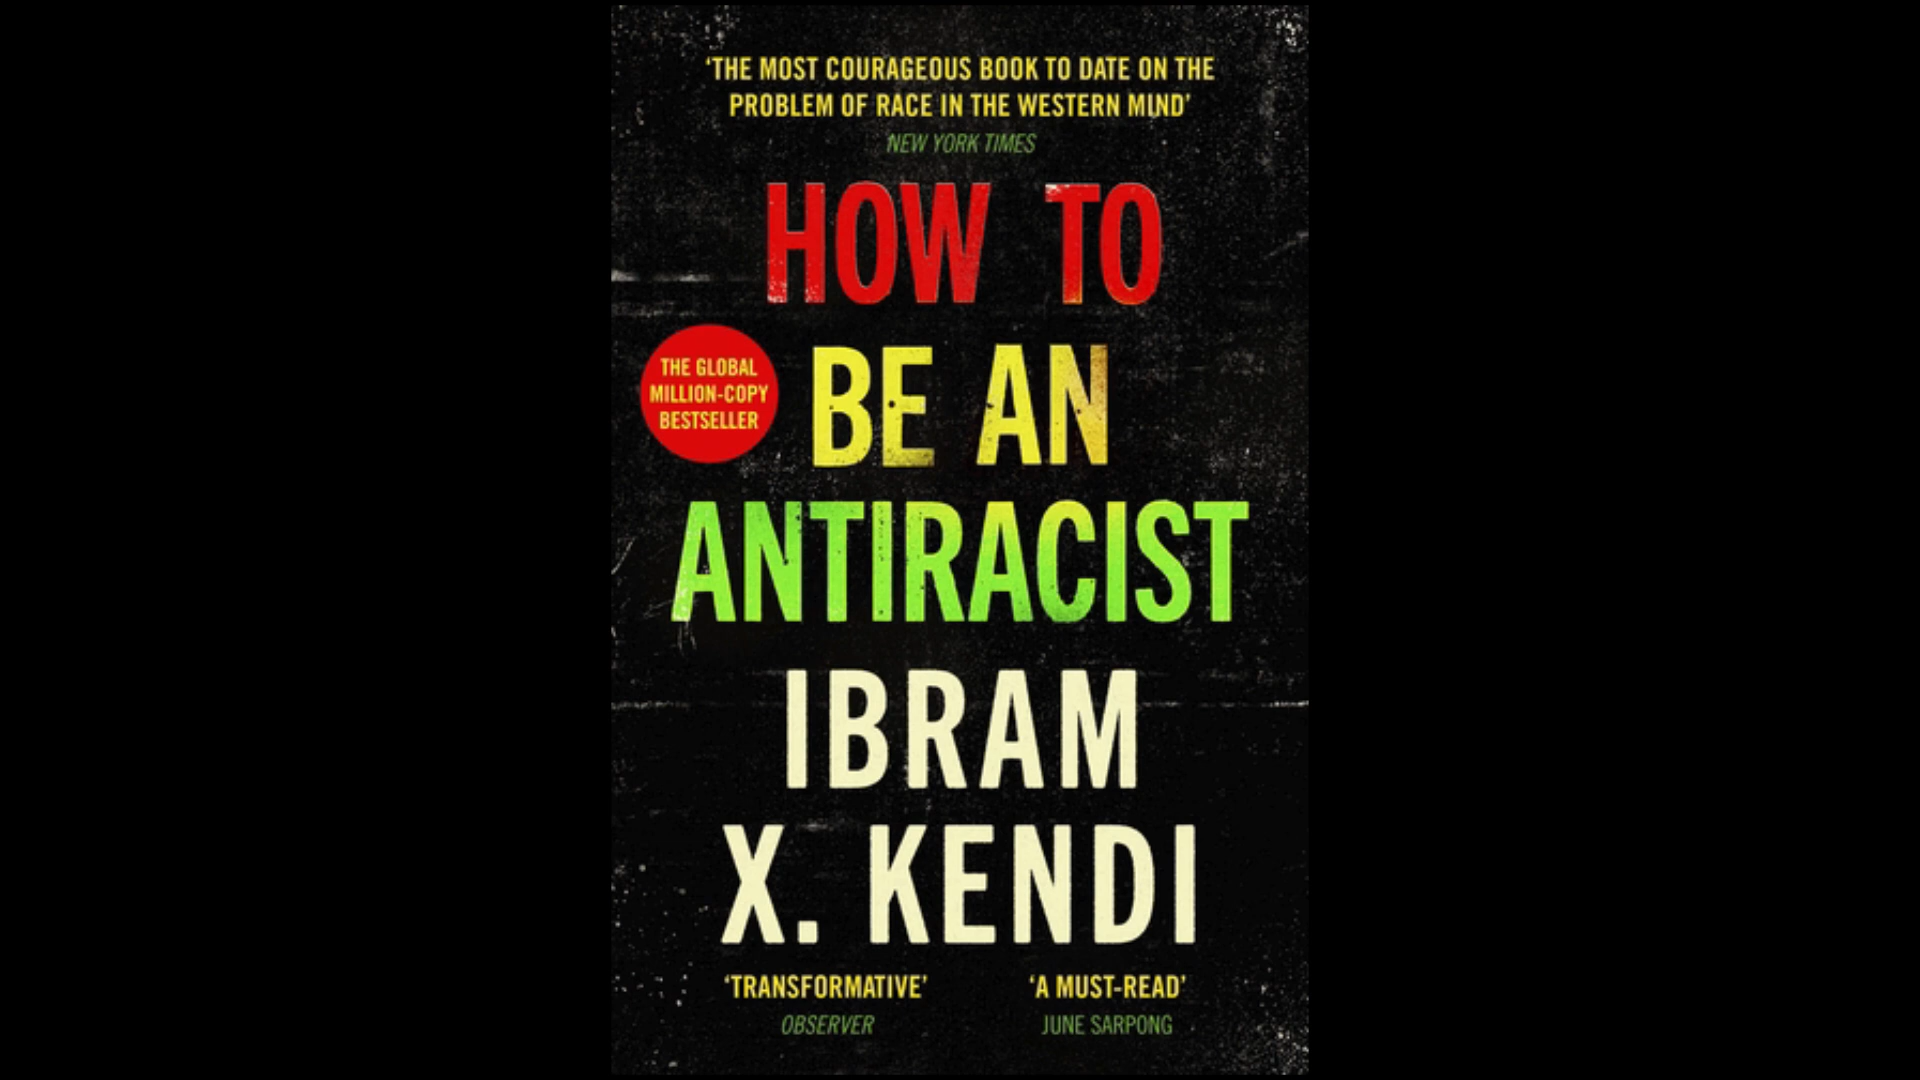 ‘THE MOST COURAGEOUS BOOK TO DATE ON THE
PROBLEM OF RACE IN THE WESTERN MIND’
NEW YORK TIMES
HOW TO
THE GLOBAL
MILLION-COPY
BESTSELLER
BE AN
ANTIRACIST
IBRAM
X. KENDI
‘TRANSFORMATIVE’
OBSERVER
‘A MUST-READ’
JUNE SARPONG